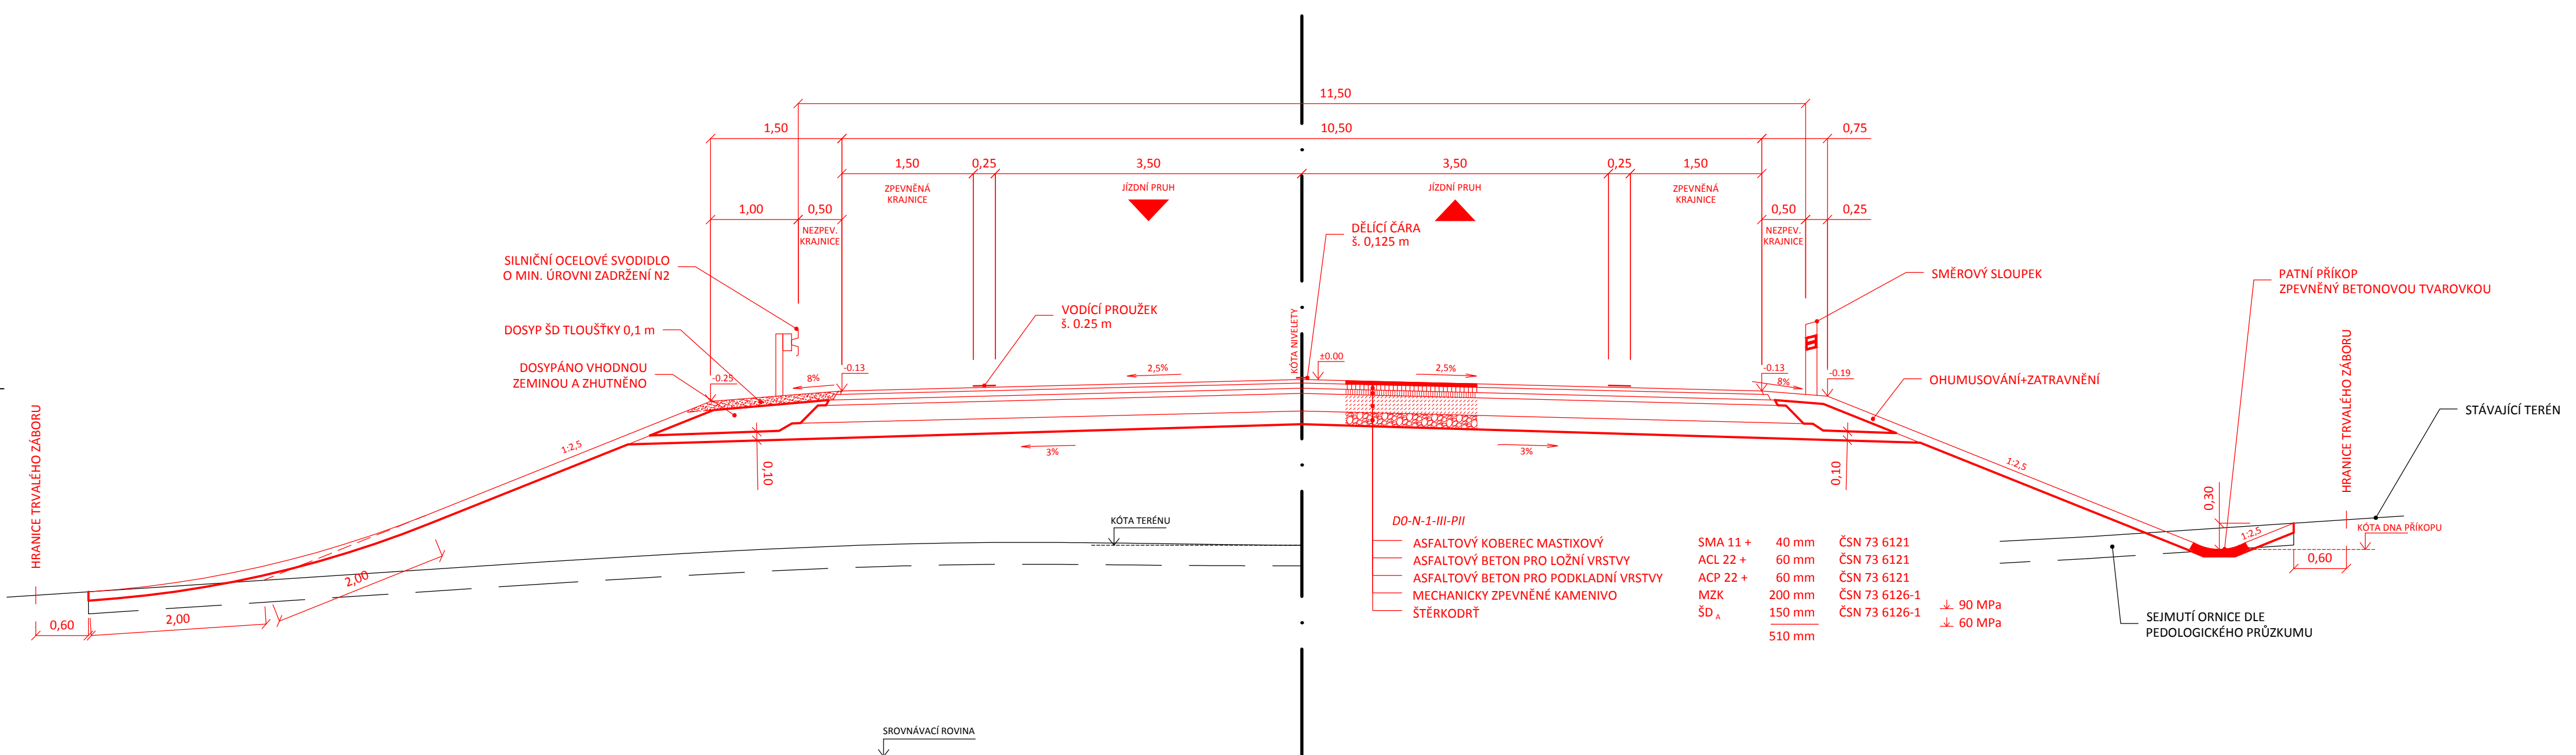 11,50
1,50
10,50
0,75
1,50
0,25
3,50
3,50
0,25
1,50
ZPEVNĚNÁ
KRAJNICE
JÍZDNÍ PRUH
JÍZDNÍ PRUH
ZPEVNĚNÁ
KRAJNICE
1,00
0,50
0,50
0,25
NEZPEV.
KRAJNICE
NEZPEV.
KRAJNICE
DĚLÍCÍ ČÁRA
š. 0,125 m
SILNIČNÍ OCELOVÉ SVODIDLO
O MIN. ÚROVNI ZADRŽENÍ N2
SMĚROVÝ SLOUPEK
PATNÍ PŘÍKOP
ZPEVNĚNÝ BETONOVOU TVAROVKOU
VODÍCÍ PROUŽEK
š. 0.25 m
DOSYP ŠD TLOUŠŤKY 0,1 m
KÓTA NIVELETY
±0.00
DOSYPÁNO VHODNOU
ZEMINOU A ZHUTNĚNO
-0.25
8%
-0.13
2,5%
2,5%
-0.13
8%
-0.19
OHUMUSOVÁNÍ+ZATRAVNĚNÍ
STÁVAJÍCÍ TERÉN
HRANICE TRVALÉHO ZÁBORU
HRANICE TRVALÉHO ZÁBORU
1:2,5
3%
3%
1:2,5
0,10
0,10
0,30
KÓTA TERÉNU
KÓTA DNA PŘÍKOPU
1:2,5
0,60
D0-N-1-III-PII
ASFALTOVÝ KOBEREC MASTIXOVÝ SMA 11 + 40 mm ČSN 73 6121
ASFALTOVÝ BETON PRO LOŽNÍ VRSTVY ACL 22 + 60 mm ČSN 73 6121
ASFALTOVÝ BETON PRO PODKLADNÍ VRSTVY ACP 22 + 60 mm ČSN 73 6121
MECHANICKY ZPEVNĚNÉ KAMENIVO MZK 200 mm ČSN 73 6126-1
90 MPa
ŠTĚRKODRŤ ŠD A 150 mm ČSN 73 6126-1
60 MPa
510 mm
2,00
0,60
2,00
SEJMUTÍ ORNICE DLE
PEDOLOGICKÉHO PRŮZKUMU
SROVNÁVACÍ ROVINA